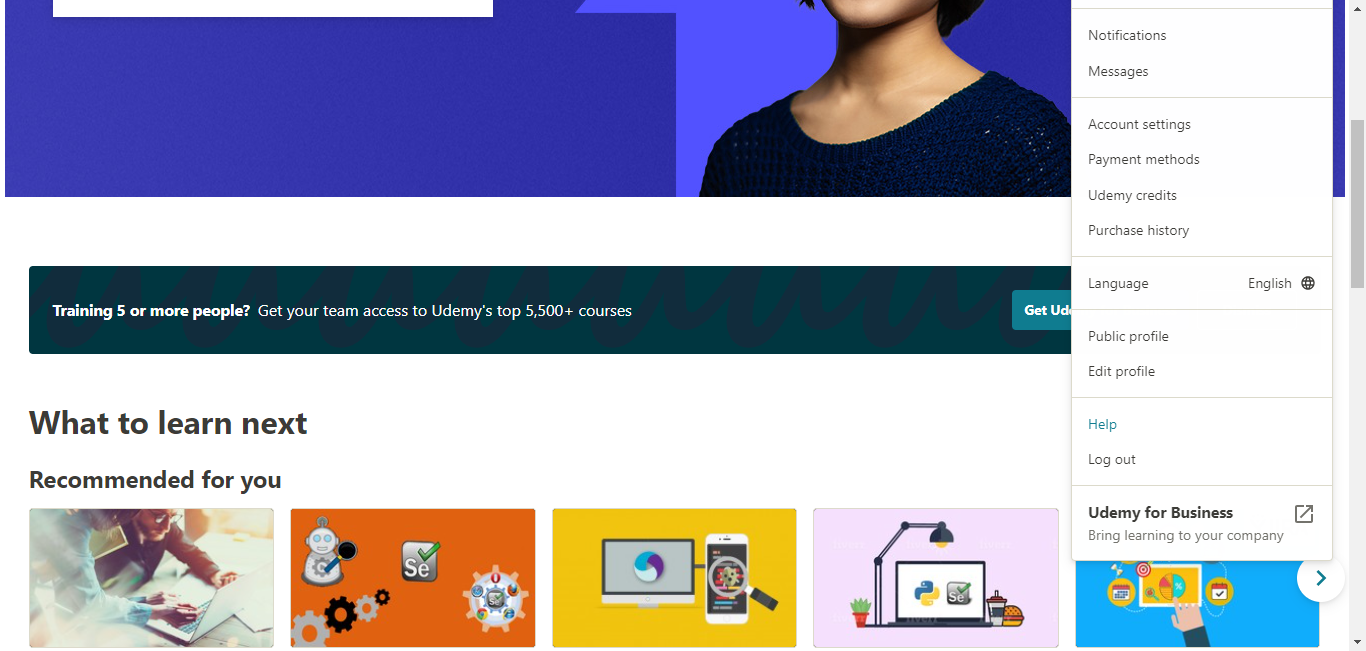 Notifications
Messages
Account settings
Payment methods
Udemy credits
Purchase history
Language English
Public profile
Edit profile
Help
Log out
Udemy for Business
Bring learning to your company
Training 5 or more people? Get your team access to Udemy's top 5,500+ courses
Get
What to learn next
Recommended for you
Se
Se